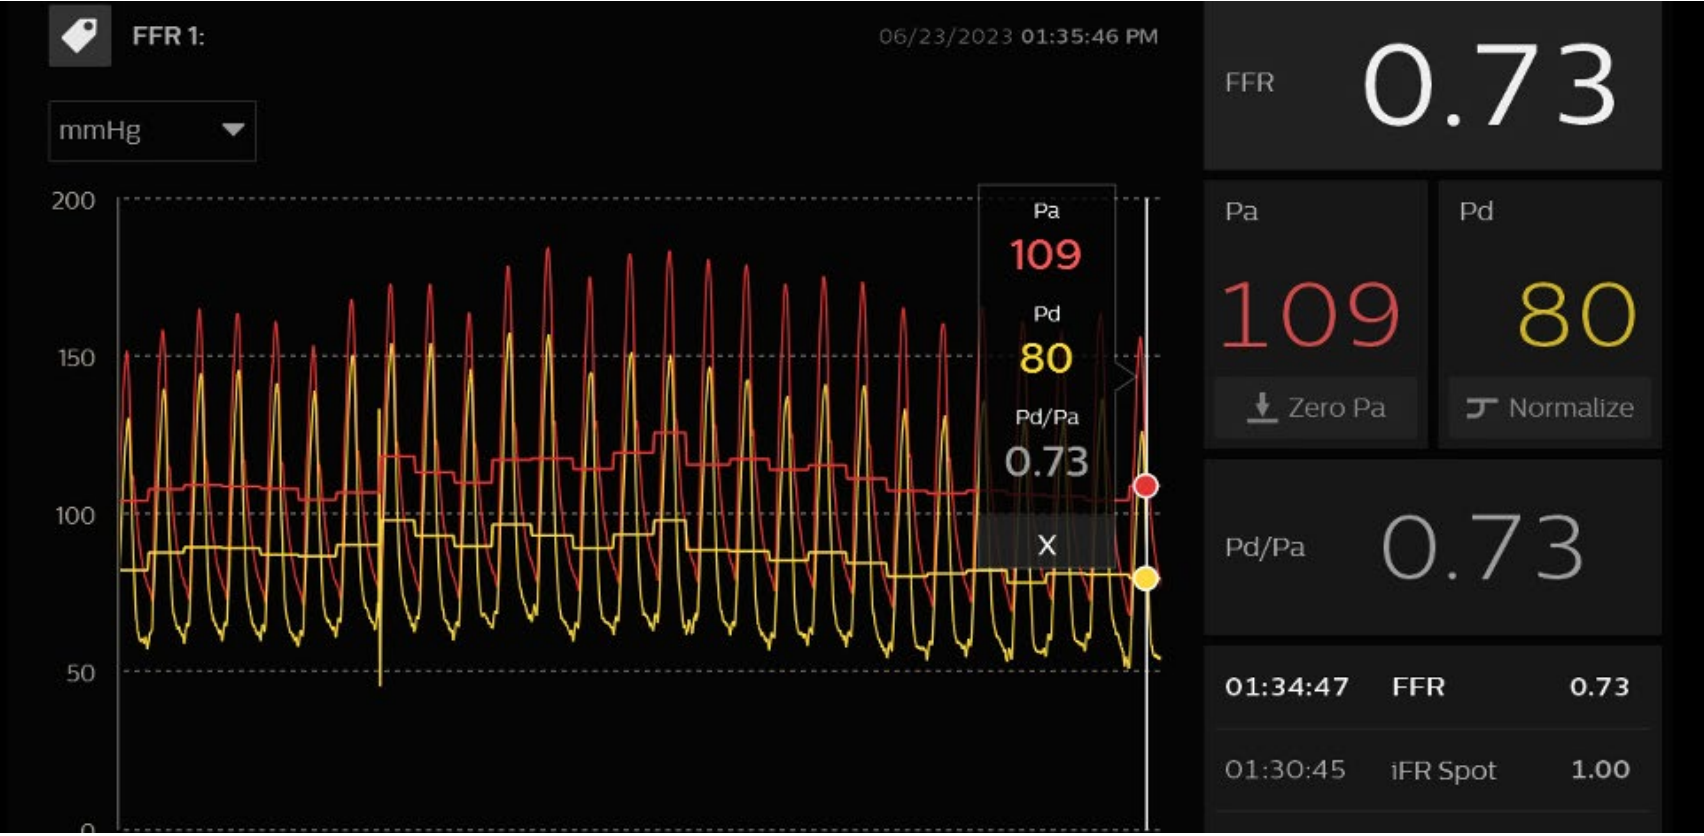 FFR 1:
06/23/2023 01:35:46 PM
mmHg
200
150
100
50
0
Pa
109
Pd
80
Pd/Pa
0.73
X
FFR 0.73
Pa
109
Zero Pa
Pd
80
Normalize
Pd/Pa 0.73
01:34:47 FFR 0.73
01:30:45 iFR Spot 1.00